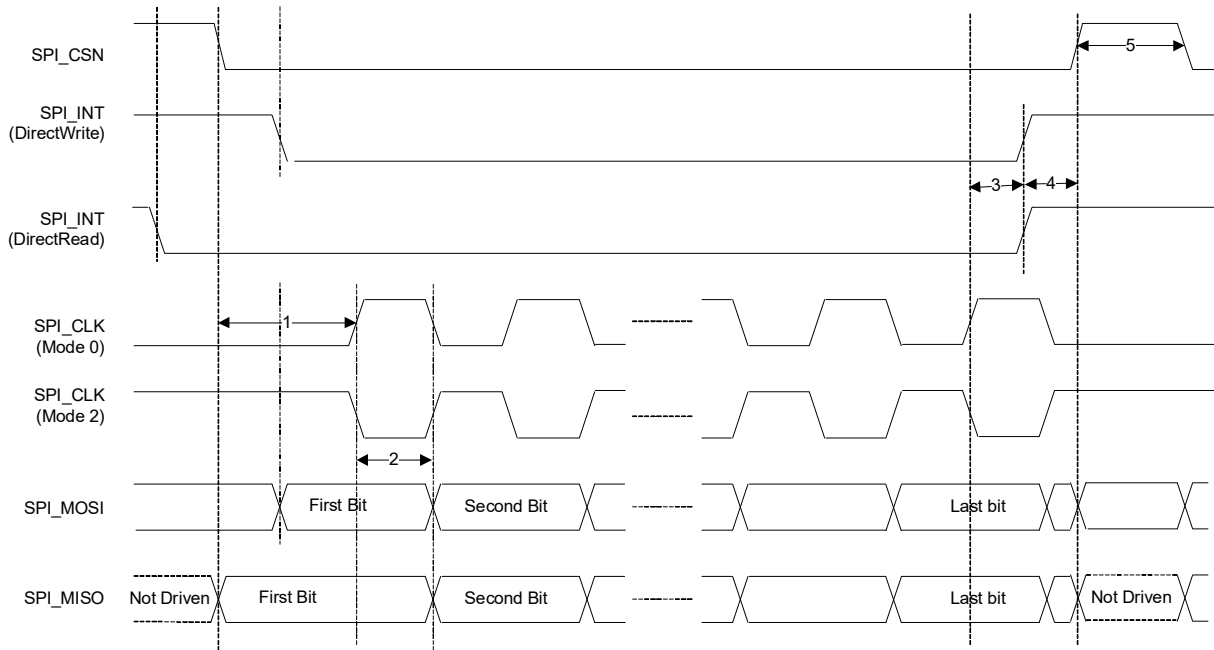 SPI_CSN
5
SPI_INT
(DirectWrite)
3
4
SPI_INT
(DirectRead)
1
SPI_CLK
(Mode 0)
SPI_CLK
(Mode 2)
2
SPI_MOSI
First Bit
Second Bit
Last bit
SPI_MISO
Not Driven
First Bit
Second Bit
Last bit
Not Driven